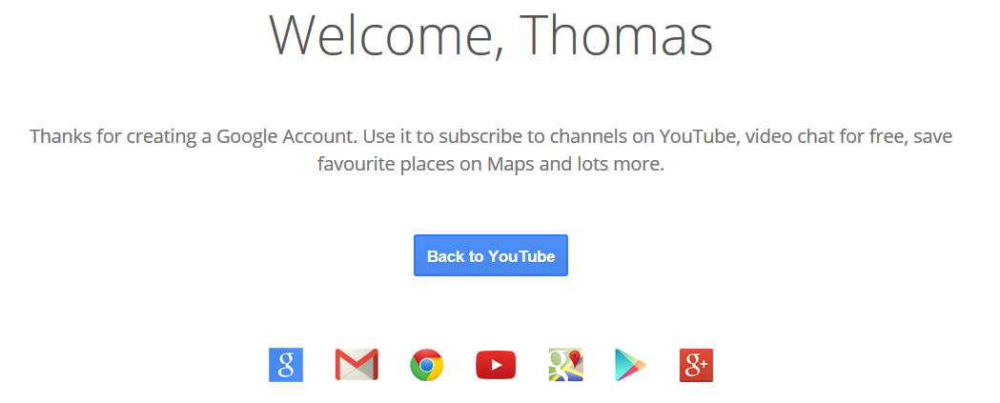 Welcome, Thomas
Thanks for creating a Google Account. Use it to subscribe to channels on YouTube, video chat for free, save
favourite places on Maps and lots more.
Back to YouTube
g g+